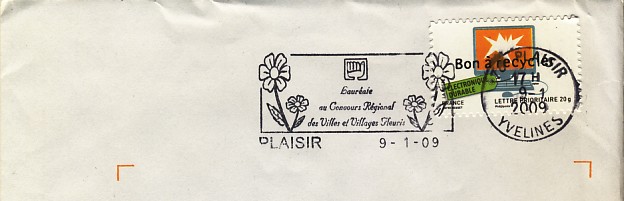 Lauréate
au Concours Régional
des Villes et Villages Fleuris
PLAISIR 9-1-09
Bon à recycler
ÉLECTRONIQUE
DURABLE
FRANCE
LETTRE PRIORITAIRE 20g
PLAISIR
17 H
9-1
2009
YVELINES